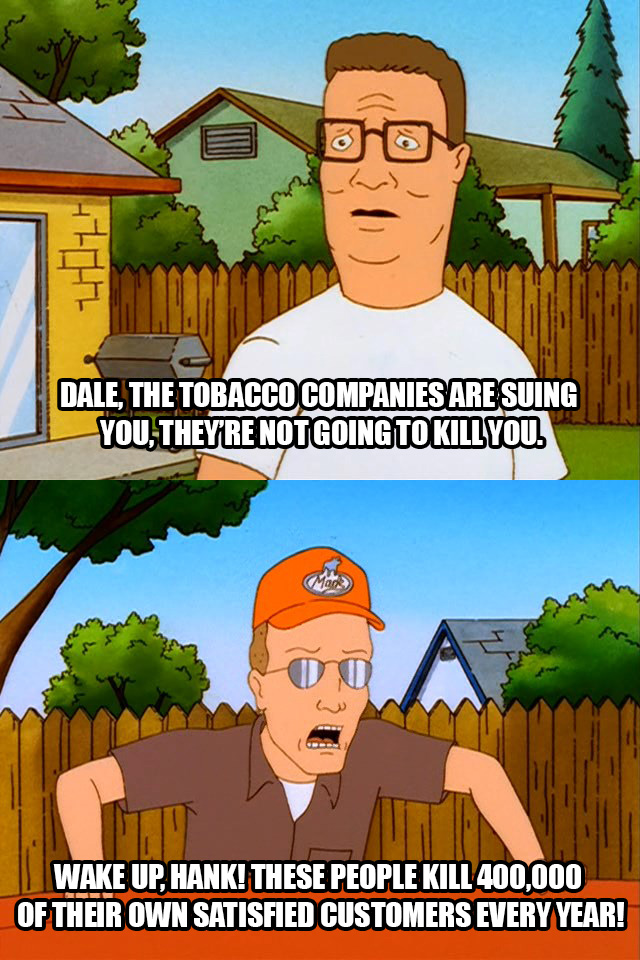 DALE, THE TOBACCO COMPANIES ARE SUING
YOU, THEY'RE NOT GOING TO KILL YOU.
Mack
WAKE UP, HANK! THESE PEOPLE KILL 400,000
OF THEIR OWN SATISFIED CUSTOMERS EVERY YEAR!